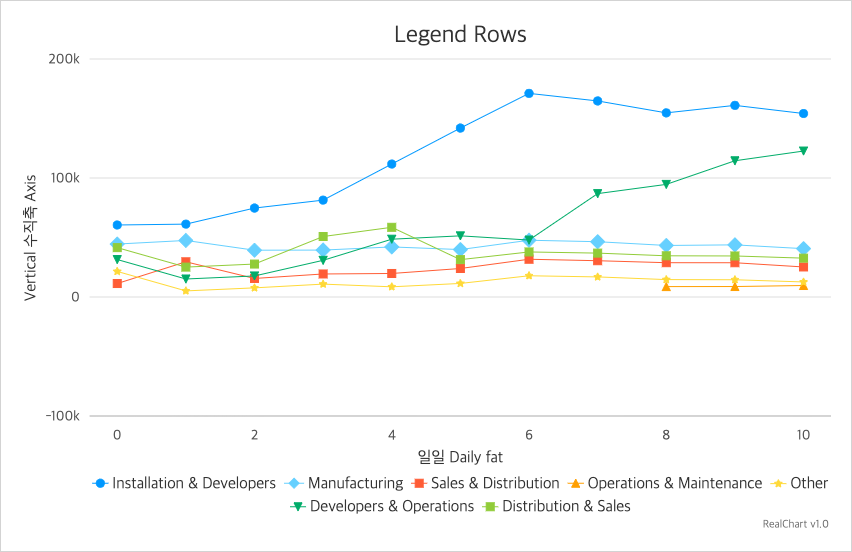 Legend Rows
200k
100k
0
-100k
Vertical 수직축 Axis
0 2 4 6 8 10
일일 Daily fat
Installation & Developers Manufacturing Sales & Distribution Operations & Maintenance Other
Developers & Operations Distribution & Sales
RealChart v1.0